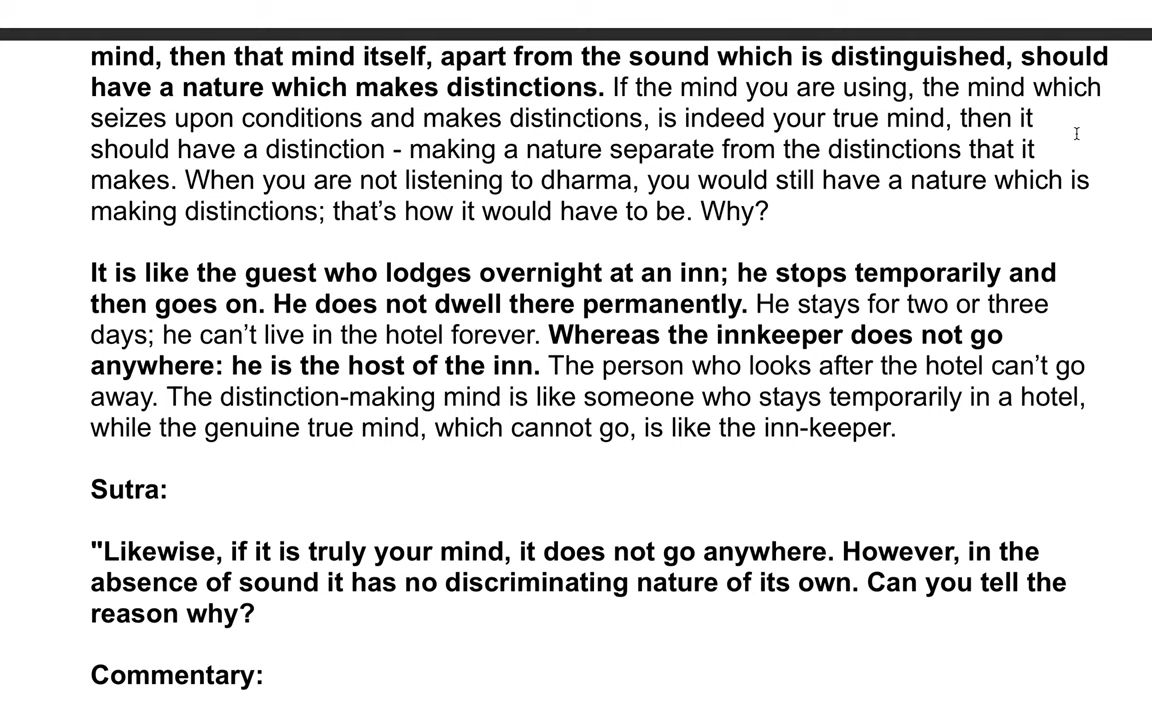 mind, then that mind itself, apart from the sound which is distinguished, should
have a nature which makes distinctions. If the mind you are using, the mind which
seizes upon conditions and makes distinctions, is indeed your true mind, then it
should have a distinction - making a nature separate from the distinctions that it
makes. When you are not listening to dharma, you would still have a nature which is
making distinctions; that’s how it would have to be. Why?
It is like the guest who lodges overnight at an inn; he stops temporarily and
then goes on. He does not dwell there permanently. He stays for two or three
days; he can’t live in the hotel forever. Whereas the innkeeper does not go
anywhere: he is the host of the inn. The person who looks after the hotel can’t go
away. The distinction-making mind is like someone who stays temporarily in a hotel,
while the genuine true mind, which cannot go, is like the inn-keeper.
Sutra:
"Likewise, if it is truly your mind, it does not go anywhere. However, in the
absence of sound it has no discriminating nature of its own. Can you tell the
reason why?
Commentary: